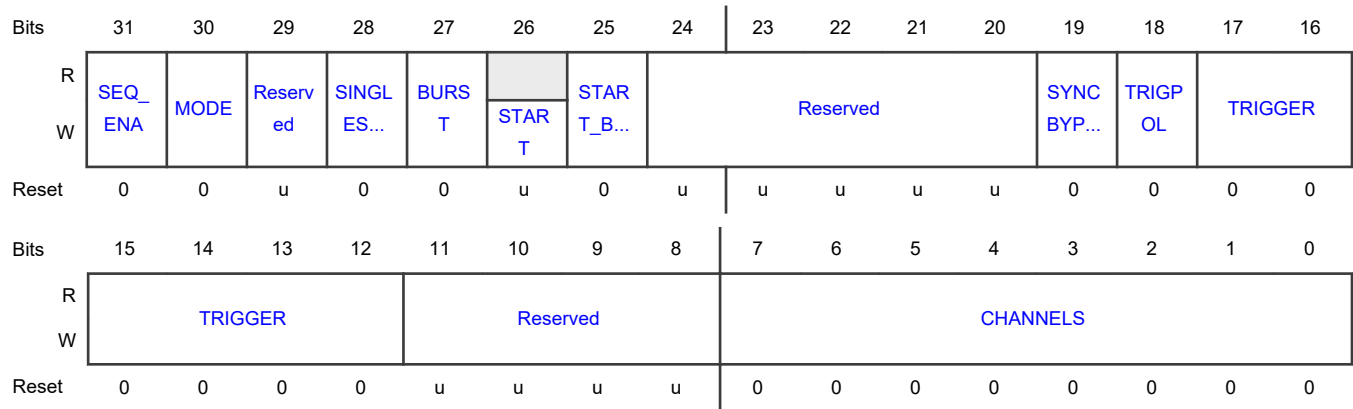 Bits 31 30 29 28 27 26 25 24 23 22 21 20 19 18 17 16
R
W
SEQ_
ENA
MODE
Reserv
ed
SINGL
ES...
BURS
T
STAR
T
STAR
T_B...
Reserved
SYNC
BYP...
TRIGP
OL
TRIGGER
Reset 0 0 u 0 0 u 0 u u u u u 0 0 0 0
Bits 15 14 13 12 11 10 9 8 7 6 5 4 3 2 1 0
R
W
TRIGGER
Reserved
CHANNELS
Reset 0 0 0 0 u u u u 0 0 0 0 0 0 0 0